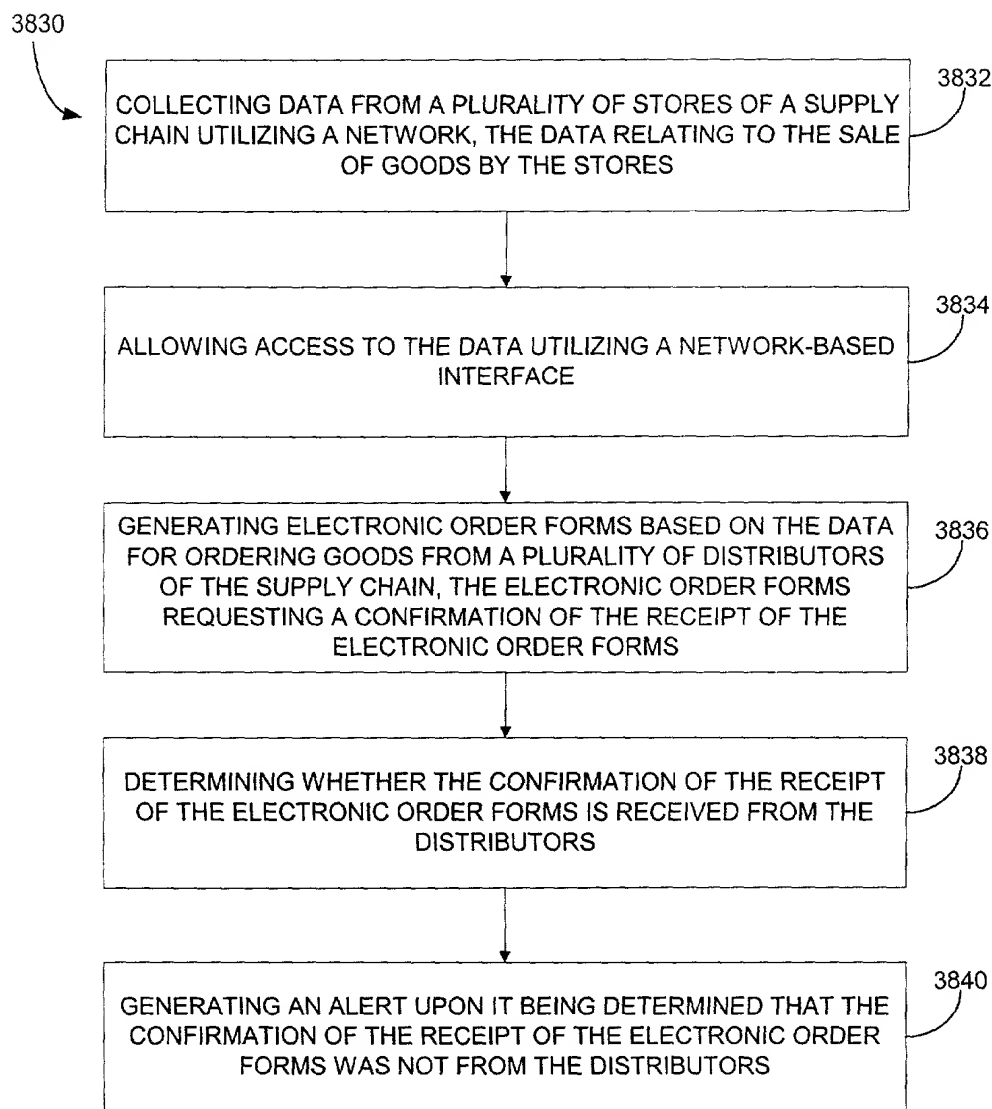 3830
COLLECTING DATA FROM A PLURALITY OF STORES OF A SUPPLY
CHAIN UTILIZING A NETWORK, THE DATA RELATING TO THE SALE
OF GOODS BY THE STORES
3832
ALLOWING ACCESS TO THE DATA UTILIZING A NETWORK-BASED
INTERFACE
3834
GENERATING ELECTRONIC ORDER FORMS BASED ON THE DATA
FOR ORDERING GOODS FROM A PLURALITY OF DISTRIBUTORS
OF THE SUPPLY CHAIN, THE ELECTRONIC ORDER FORMS
REQUESTING A CONFIRMATION OF THE RECEIPT OF THE
ELECTRONIC ORDER FORMS
3836
DETERMINING WHETHER THE CONFIRMATION OF THE RECEIPT
OF THE ELECTRONIC ORDER FORMS IS RECEIVED FROM THE
DISTRIBUTORS
3838
GENERATING AN ALERT UPON IT BEING DETERMINED THAT THE
CONFIRMATION OF THE RECEIPT OF THE ELECTRONIC ORDER
FORMS WAS NOT FROM THE DISTRIBUTORS
3840